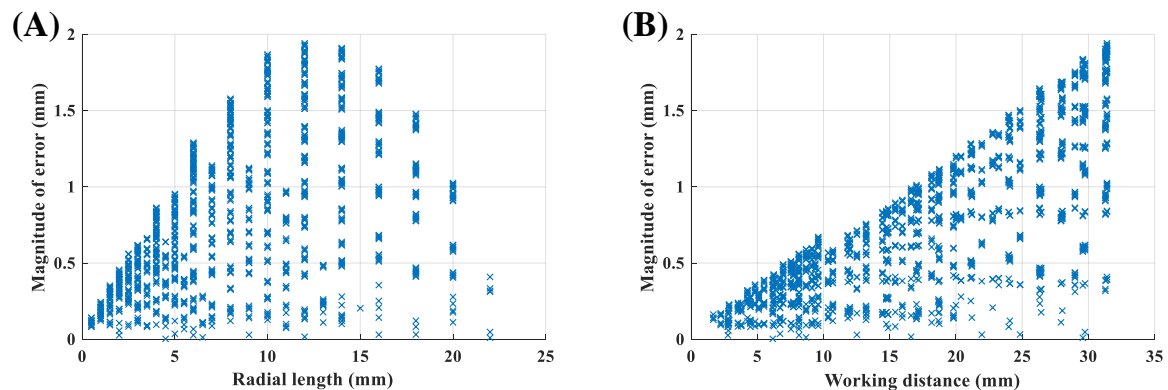 (A)
2
1.5
1
0.5
0
0 5 10 15 20 25
Magnitude of error (mm)
Radial length (mm)
(B)
2
1.5
1
0.5
0
0 5 10 15 20 25 30 35
Magnitude of error (mm)
Working distance (mm)